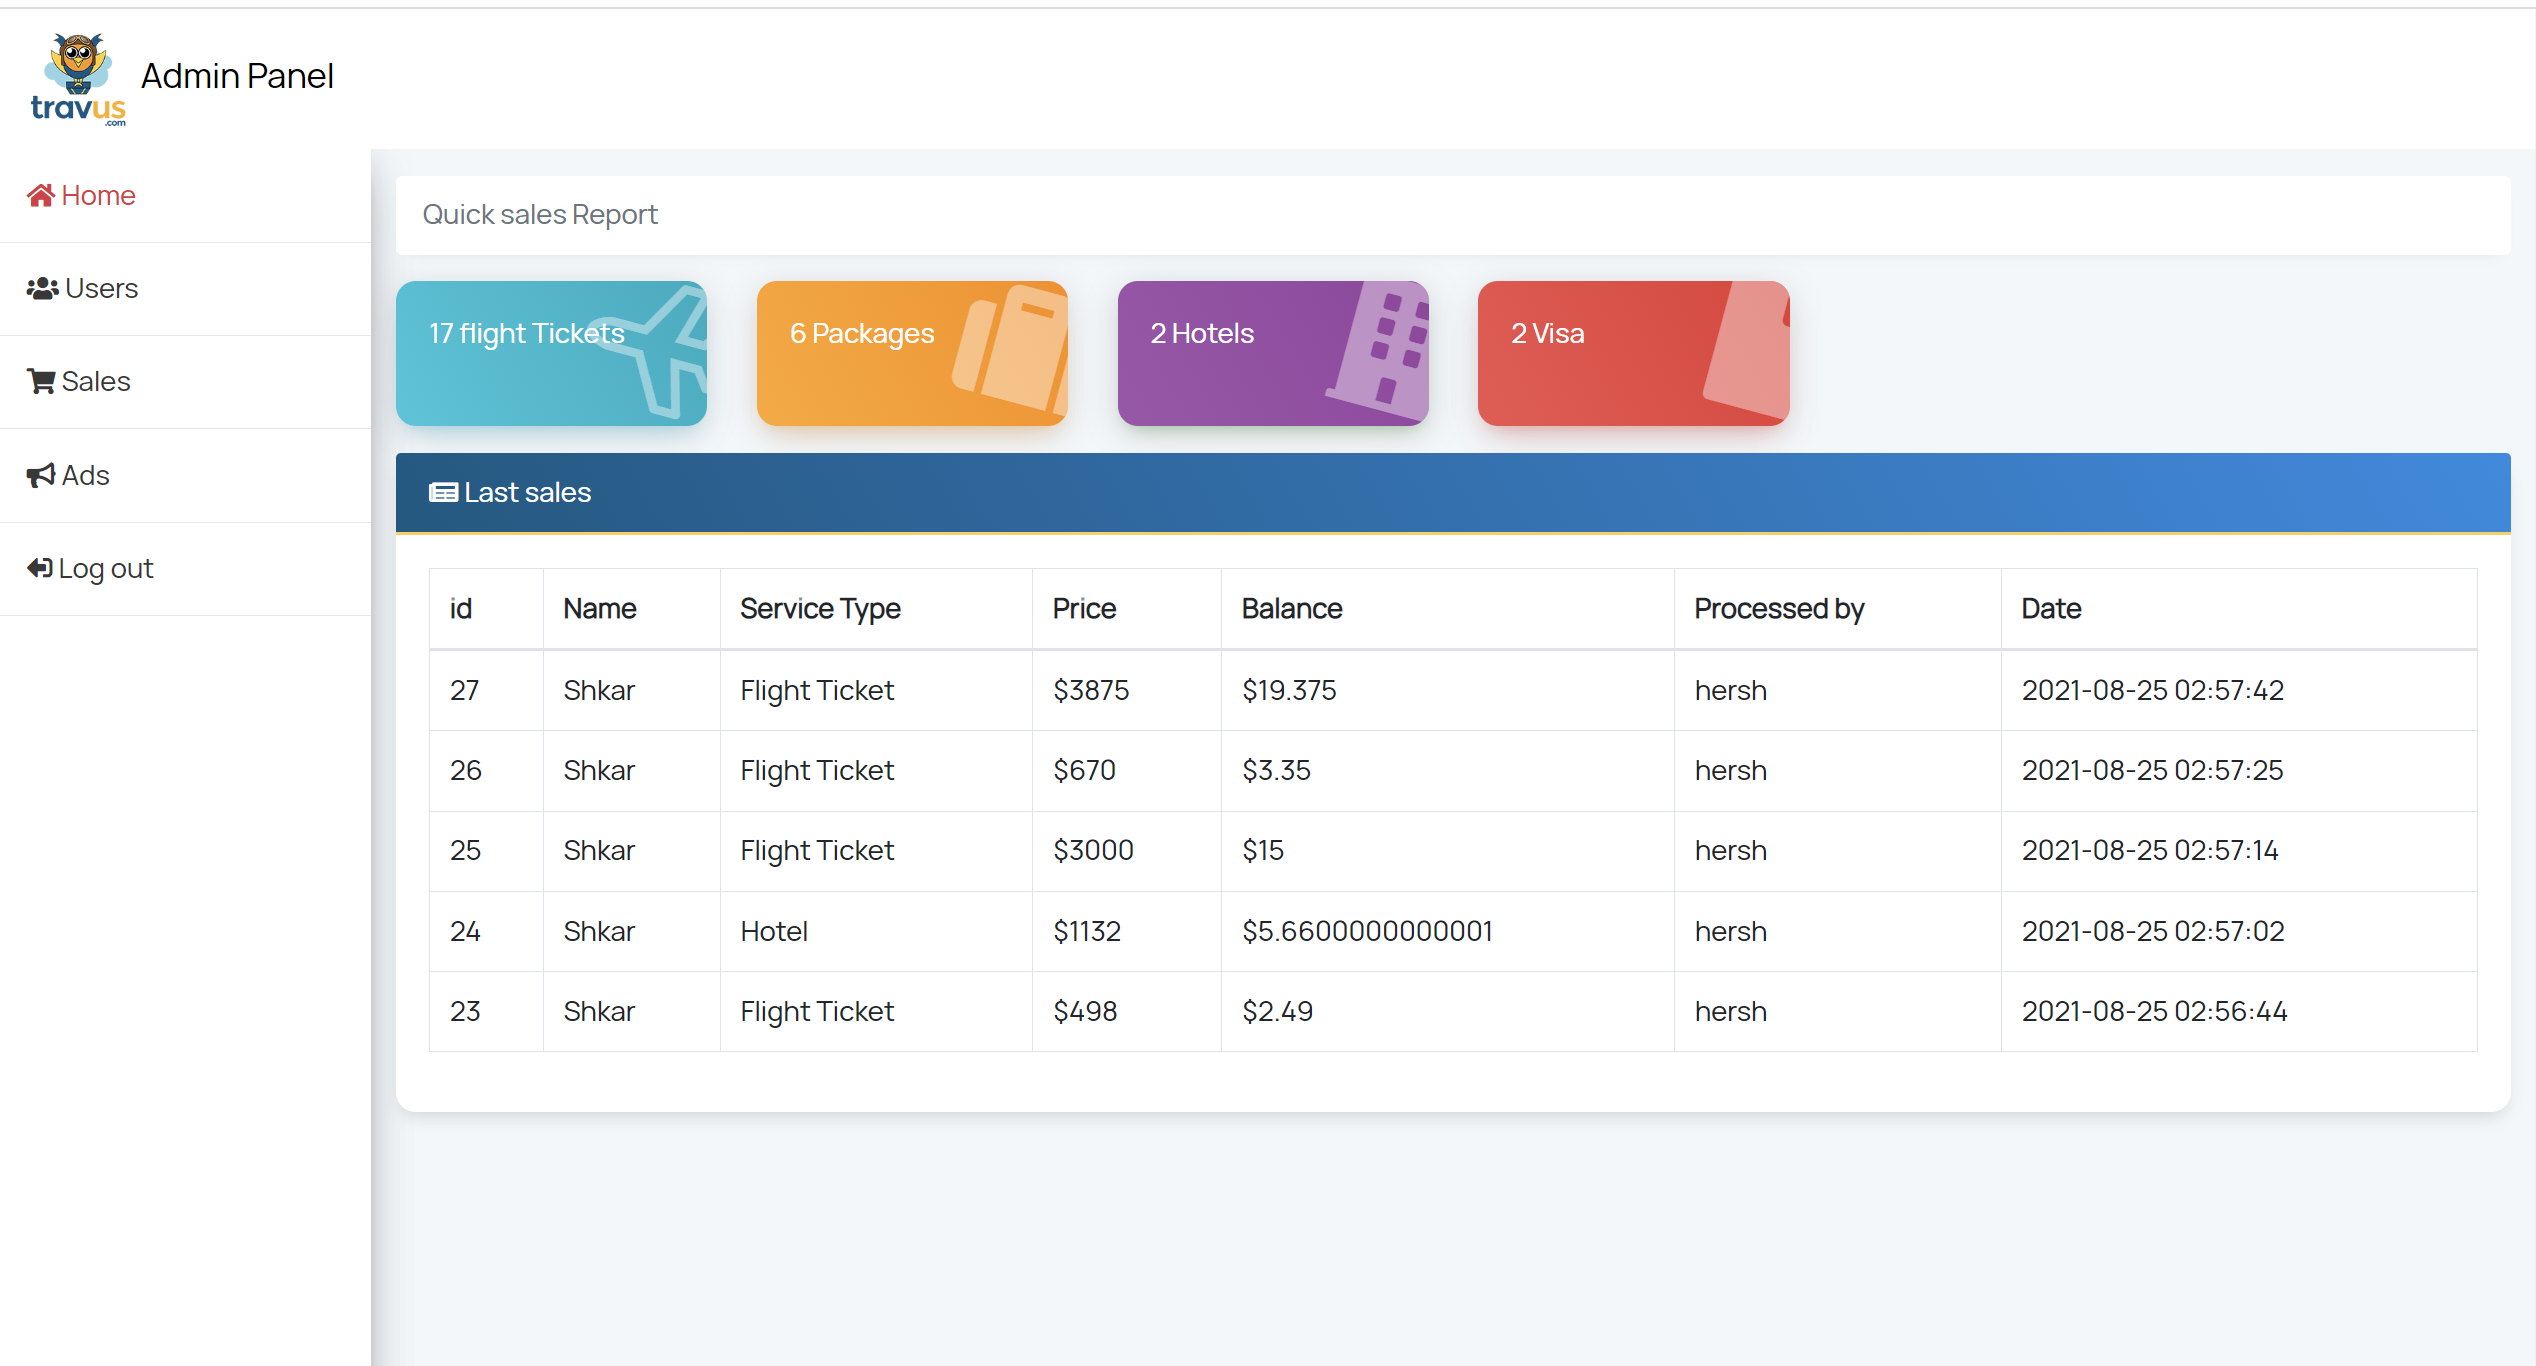 travus
.com
Admin Panel
Home
Users
Sales
Ads
Log out
Quick sales Report
17 flight Tickets
6 Packages
2 Hotels
2 Visa
Last sales
id Name Service Type Price Balance Processed by Date
27 Shkar Flight Ticket $3875 $19.375 hersh 2021-08-25 02:57:42
26 Shkar Flight Ticket $670 $3.35 hersh 2021-08-25 02:57:25
25 Shkar Flight Ticket $3000 $15 hersh 2021-08-25 02:57:14
24 Shkar Hotel $1132 $5.6600000000001 hersh 2021-08-25 02:57:02
23 Shkar Flight Ticket $498 $2.49 hersh 2021-08-25 02:56:44